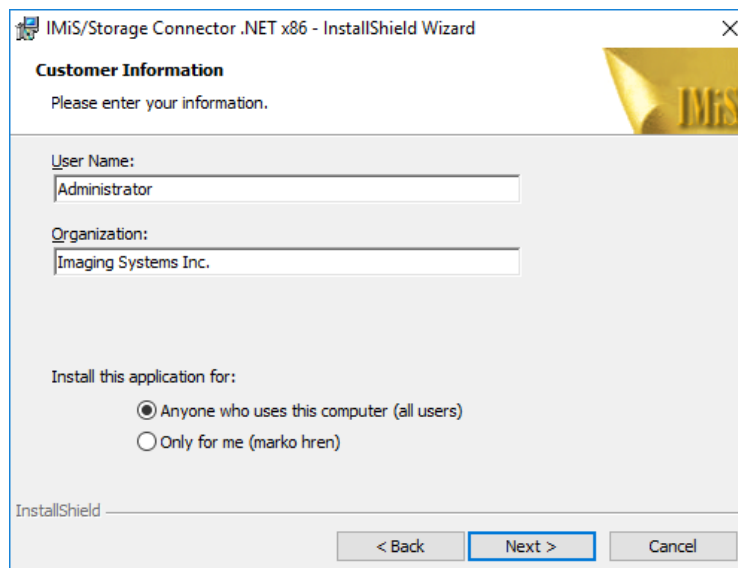 IMiS/Storage Connector .NET x86 - InstallShield Wizard
Customer Information
Please enter your information.
IMiS
User Name:
Administrator
Organization:
Imaging Systems Inc.
Install this application for:
Anyone who uses this computer (all users)
Only for me (marko hren)
InstallShield
< Back Next > Cancel